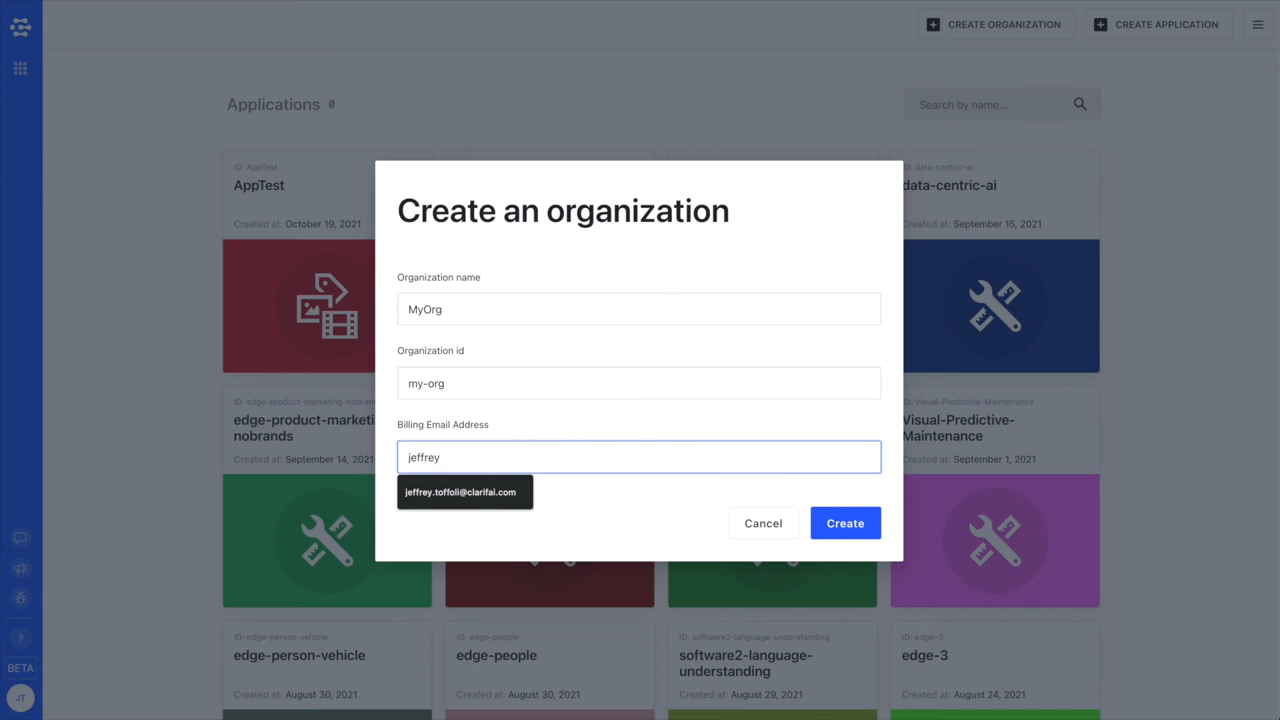 CREATE ORGANIZATION
CREATE APPLICATION
Applications 0
Search by name...
ID: AppTest
AppTest
Created at: October 19, 2021
ID: data-centric-ai
data-centric-ai
Created at: September 15, 2021
Create an organization
Organization name
MyOrg
Organization id
my-org
Billing Email Address
jeffrey
jeffrey.toffoli@clarifai.com
Cancel
Create
ID: edge-product-marketing-nobran
edge-product-marketi
nobrands
Created at: September 14, 2021
ID: Visual-Predictive-Maintenance
Visual-Predictive-
Maintenance
Created at: September 1, 2021
ID: edge-person-vehicle
edge-person-vehicle
Created at: August 30, 2021
ID: edge-people
edge-people
Created at: August 30, 2021
ID: software2-language-understanding
software2-language-
understanding
Created at: August 29, 2021
ID: edge-3
edge-3
Created at: August 24, 2021
?
BETA
JT